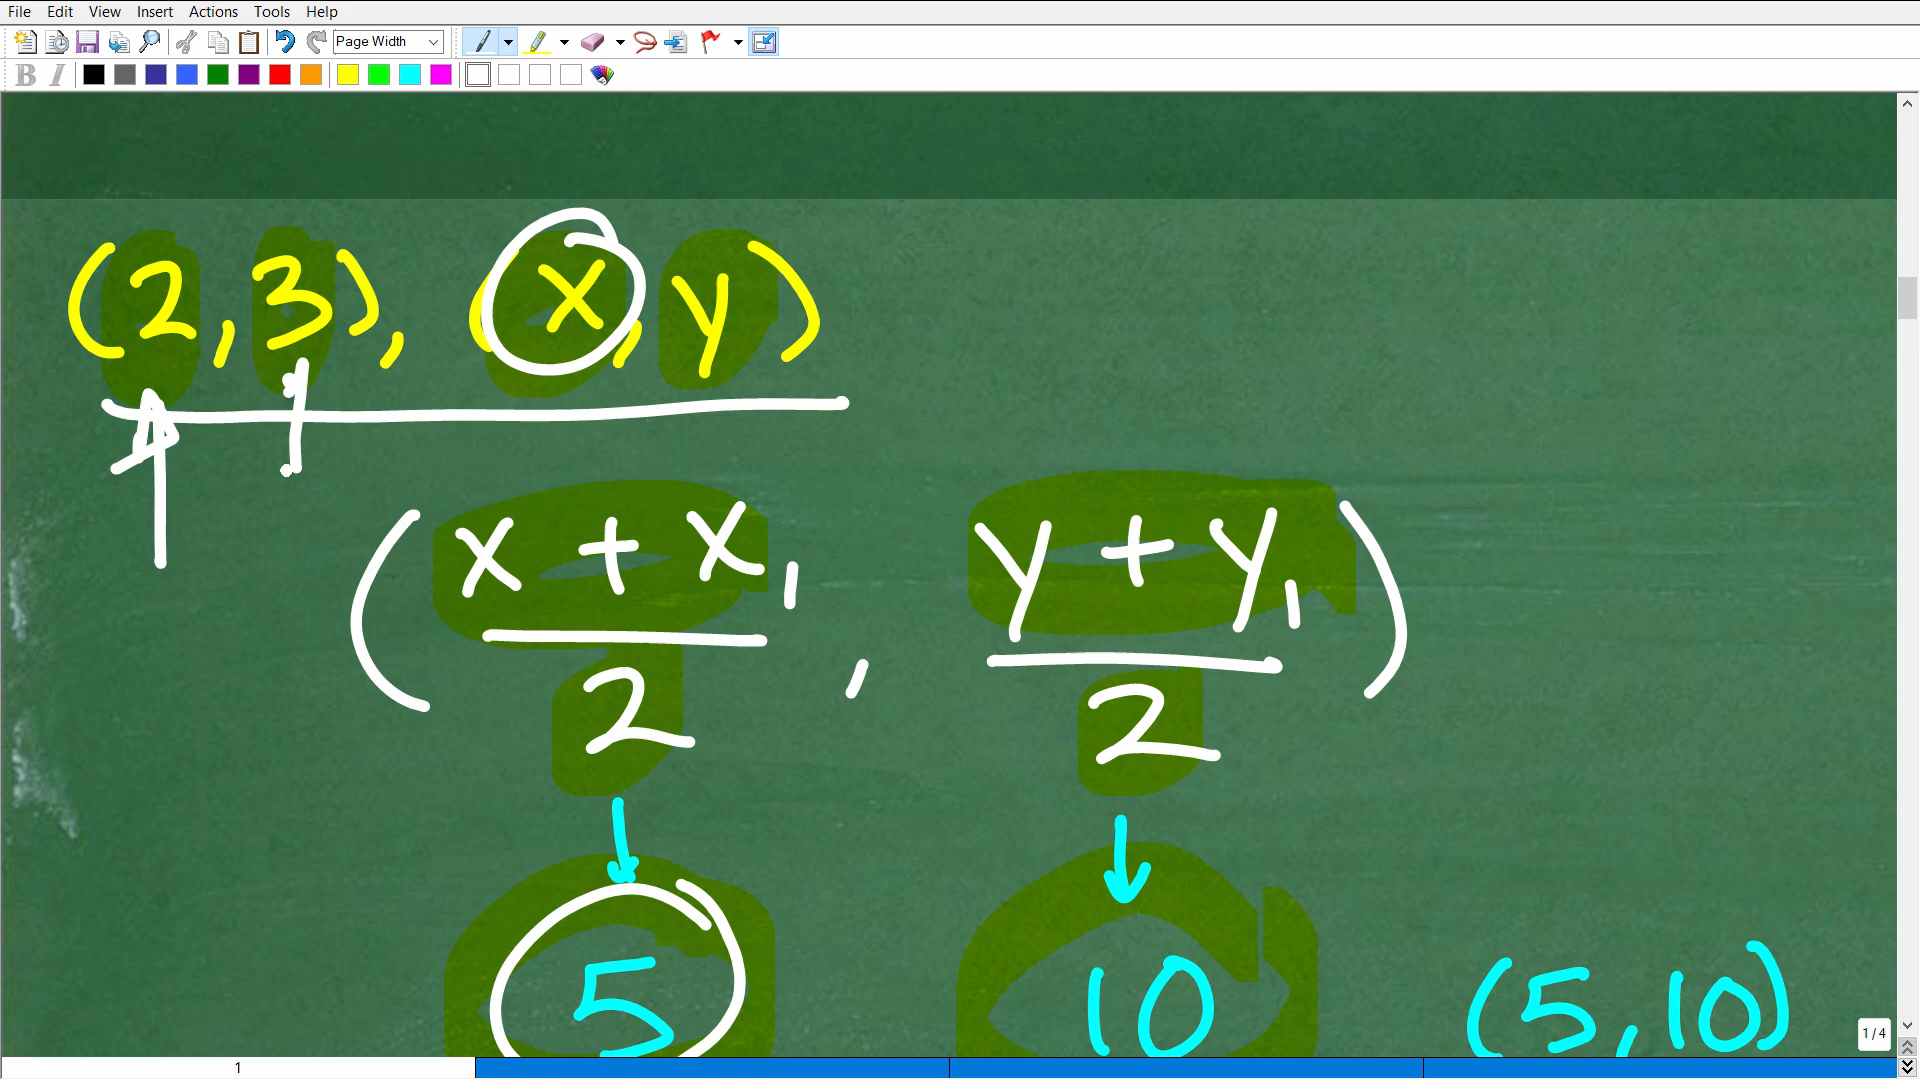 File Edit View Insert Actions Tools Help
Page Width
B I
(2,3), (x,y)
(x + x₁, y + y₁)
2 2
5 10 (5,10)
1 / 4
1